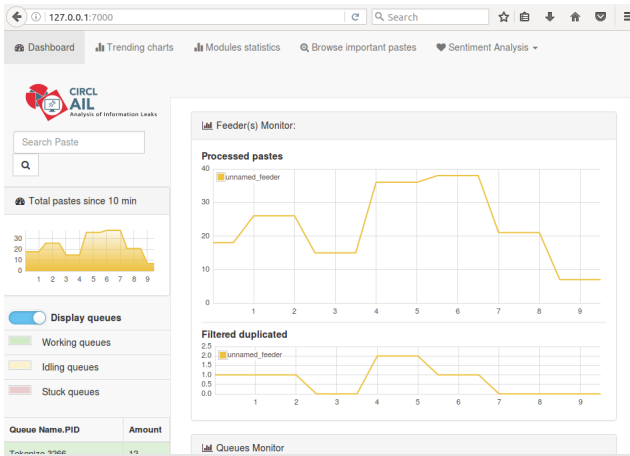 127.0.0.1:7000
Search
Dashboard
Trending charts
Modules statistics
Browse important pastes
Sentiment Analysis
CIRCL
AIL
Analysis of Information Leaks
Search Paste
Total pastes since 10 min
30
20
10
0
1 2 3 4 5 6 7 8 9
Display queues
Working queues
Idling queues
Stuck queues
Queue Name.PID Amount
Tokenize.3266 12
Feeder(s) Monitor:
Processed pastes
unnamed_feeder
40
30
20
10
0
1 2 3 4 5 6 7 8 9
Filtered duplicated
unnamed_feeder
2.5
2.0
1.5
1.0
0.5
0.0
1 2 3 4 5 6 7 8 9
Queues Monitor